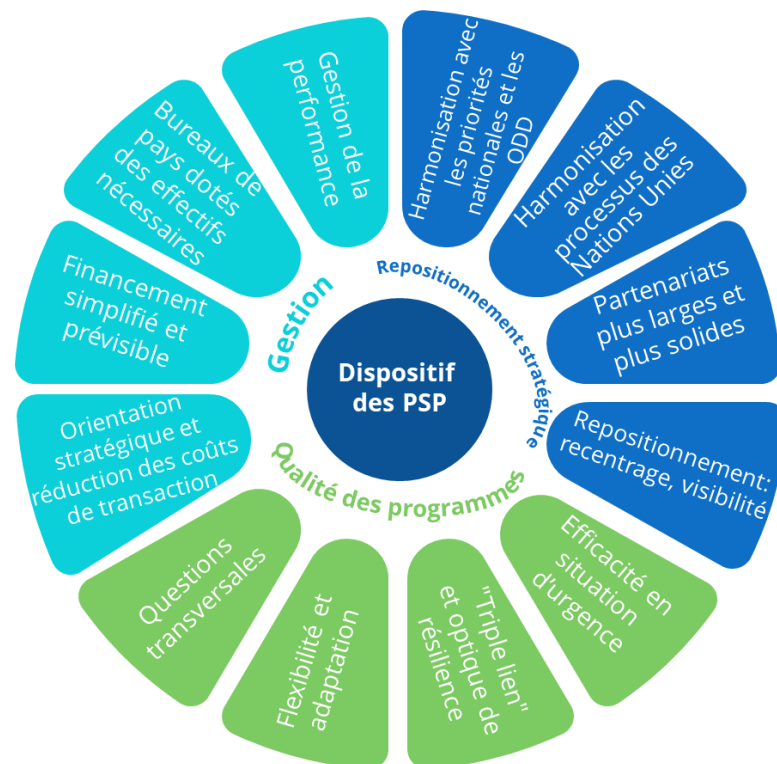 Dispositif
des PSP
Repositionnement stratégique
Harmonisation avec
les priorités
nationales et les
ODD
Harmonisation
avec les
processus des
Nations Unies
Partenariats
plus larges et
plus solides
Repositionnement:
recentrage, visibilité
Qualité des programmes
Efficacité en
situation
d'urgence
"Triple lien"
et optique de
résilience
Flexibilité et
adaptation
Questions
transversales
Gestion
Orientation
stratégique et
réduction des coûts
de transaction
Financement
simplifié et
prévisible
Bureaux de
pays dotés
des effectifs
nécessaires
Gestion de la
performance